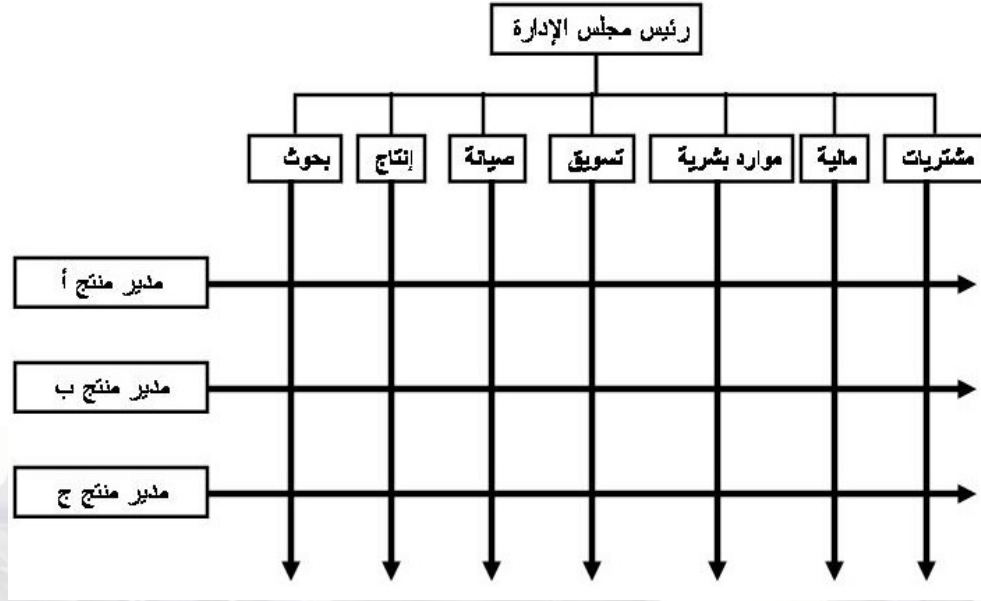 رئيس مجلس الإدارة
مشتريات
مالية
موارد بشرية
تسويق
صيانة
إنتاج
بحوث
مدير منتج أ
مدير منتج ب
مدير منتج ج